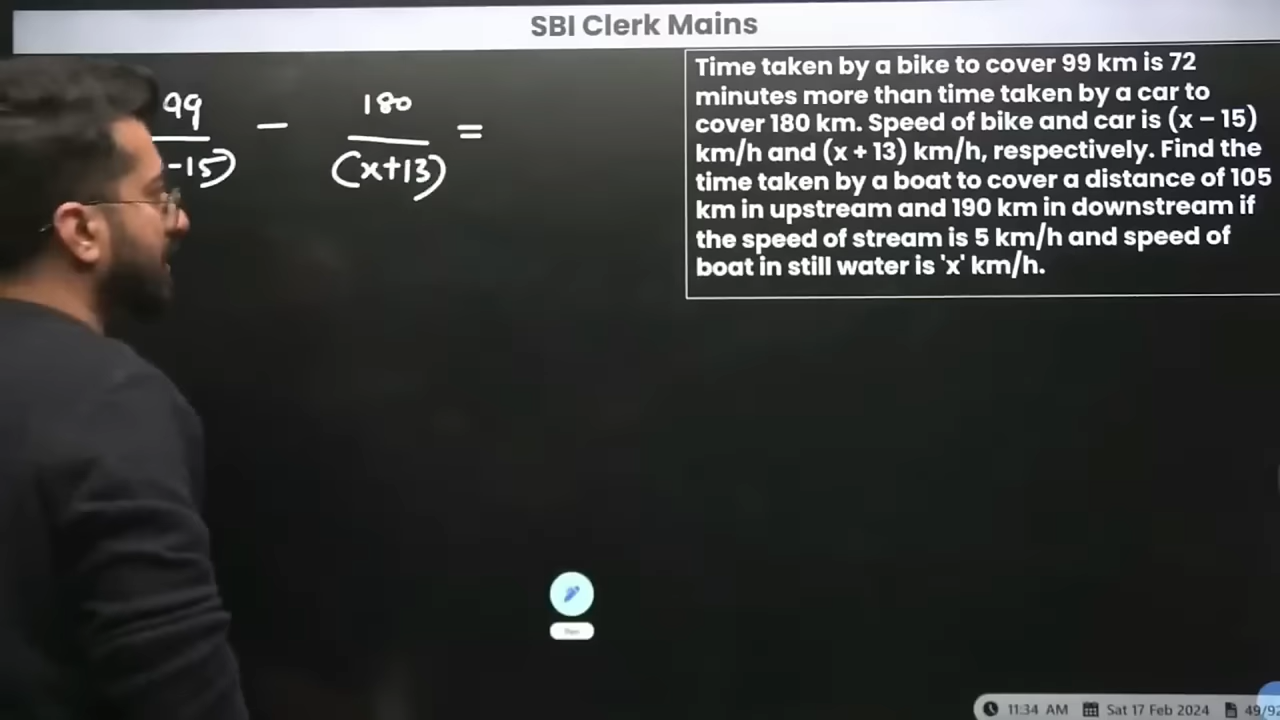 SBI Clerk Mains
99 - 180 =
-15) (x+13)
Time taken by a bike to cover 99 km is 72
minutes more than time taken by a car to
cover 180 km. Speed of bike and car is (x – 15)
km/h and (x + 13) km/h, respectively. Find the
time taken by a boat to cover a distance of 105
km in upstream and 190 km in downstream if
the speed of stream is 5 km/h and speed of
boat in still water is 'x' km/h.
11:34 AM Sat 17 Feb 2024 49/92